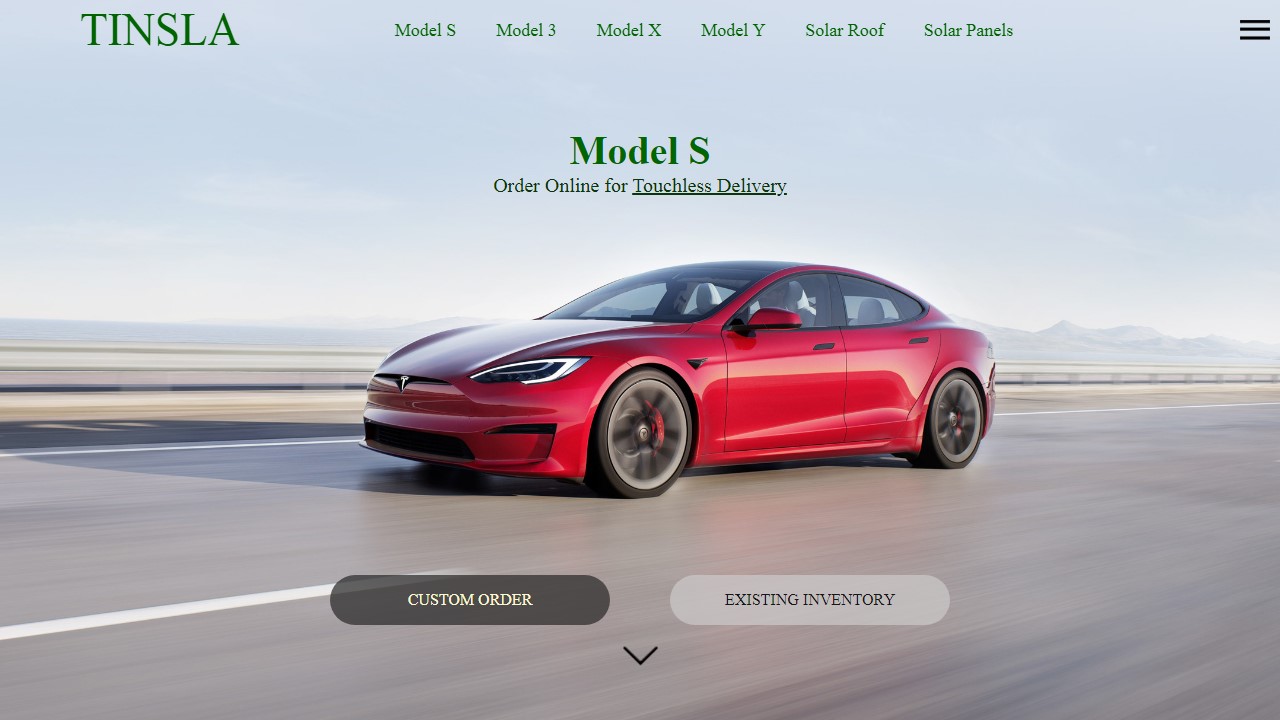 TINSLA
Model S
Model 3
Model X
Model Y
Solar Roof
Solar Panels
Model S
Order Online for Touchless Delivery
CUSTOM ORDER
EXISTING INVENTORY